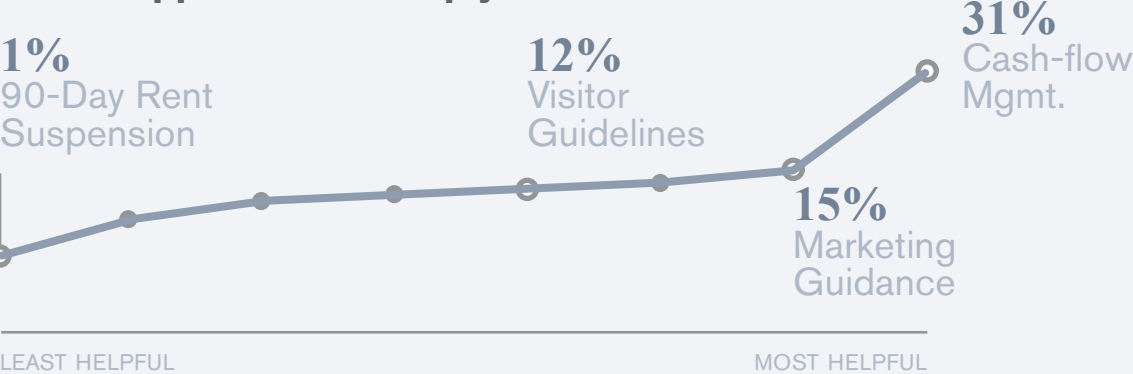 1%
90-Day Rent
Suspension
12%
Visitor
Guidelines
31%
Cash-flow
Mgmt.
15%
Marketing
Guidance
LEAST HELPFUL
MOST HELPFUL